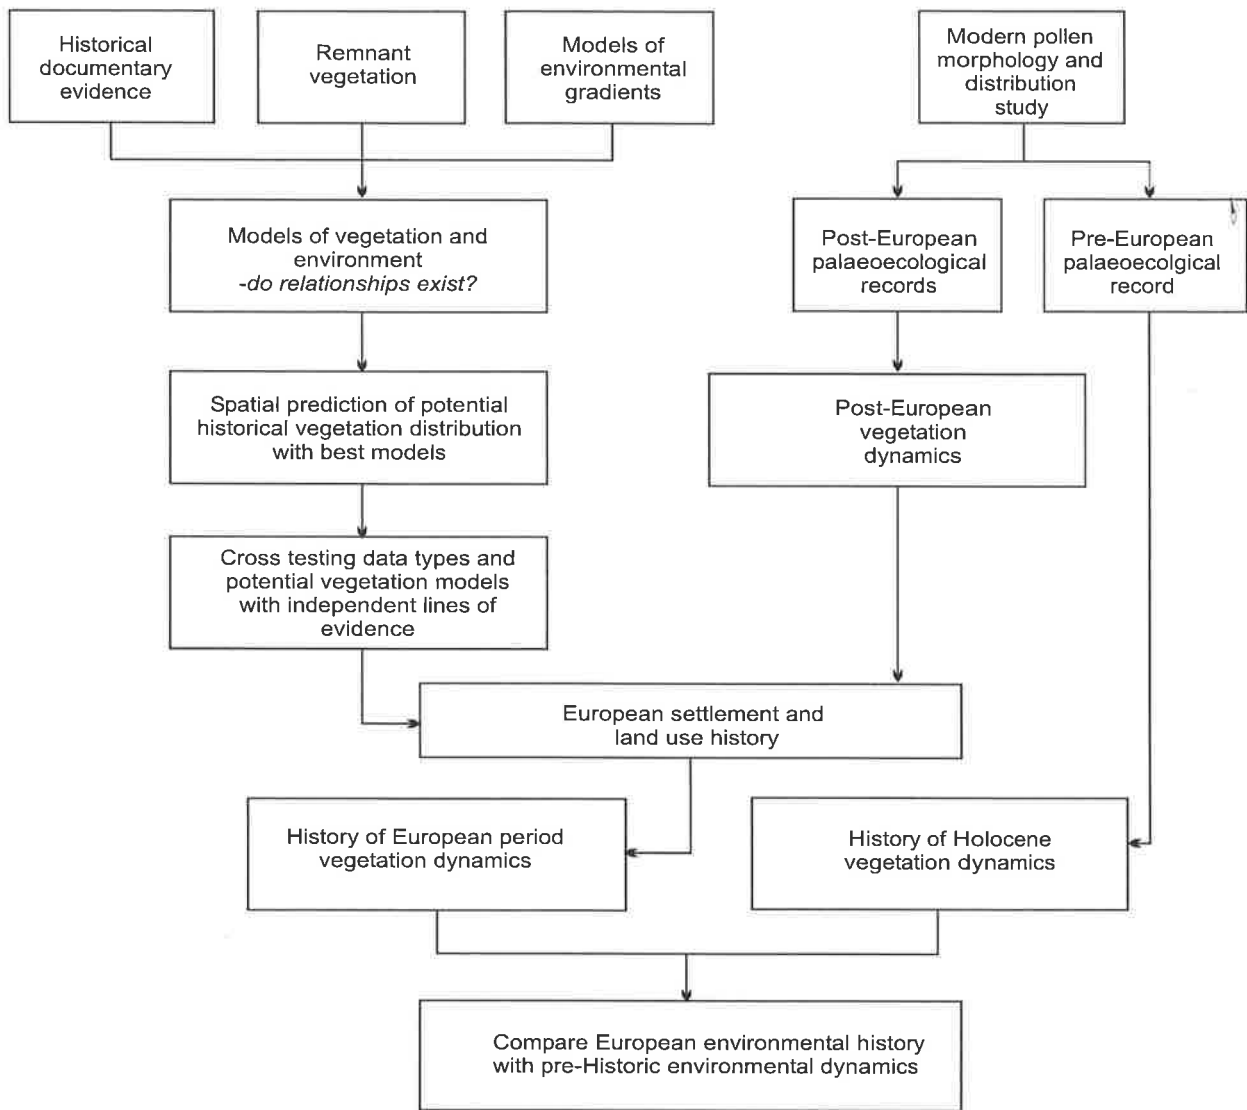 Historical
documentary
evidence
Remnant
vegetation
Models of
environmental
gradients
Modern pollen
morphology and
distribution
study
Models of vegetation and
environment
-do relationships exist?
Post-European
palaeoecological
records
Pre-European
palaeoecolgical
record
Spatial prediction of potential
historical vegetation distribution
with best models
Post-European
vegetation
dynamics
Cross testing data types and
potential vegetation models
with independent lines of
evidence
European settlement and
land use history
History of European period
vegetation dynamics
History of Holocene
vegetation dynamics
Compare European environmental history
with pre-Historic environmental dynamics